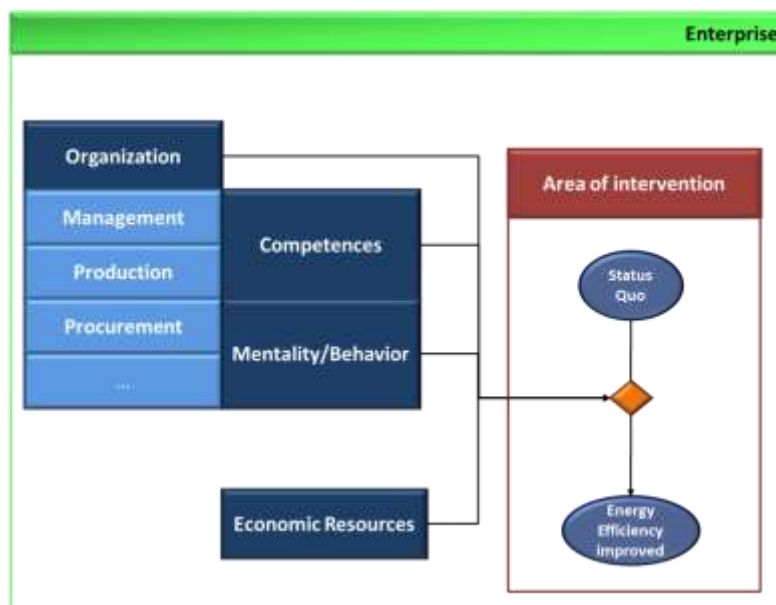 Enterprise
Organization
Management
Production
Procurement
...
Competences
Mentality/Behavior
Economic Resources
Area of intervention
Status
Quo
Energy
Efficiency
improved